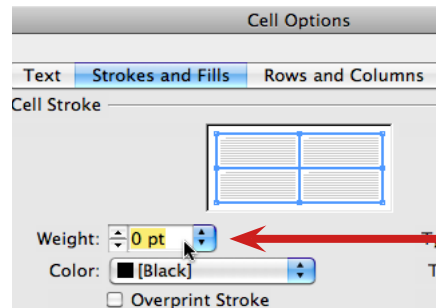 Cell Options
Text Strokes and Fills Rows and Columns
Cell Stroke
Weight: 0 pt
Color: [Black]
Overprint Stroke